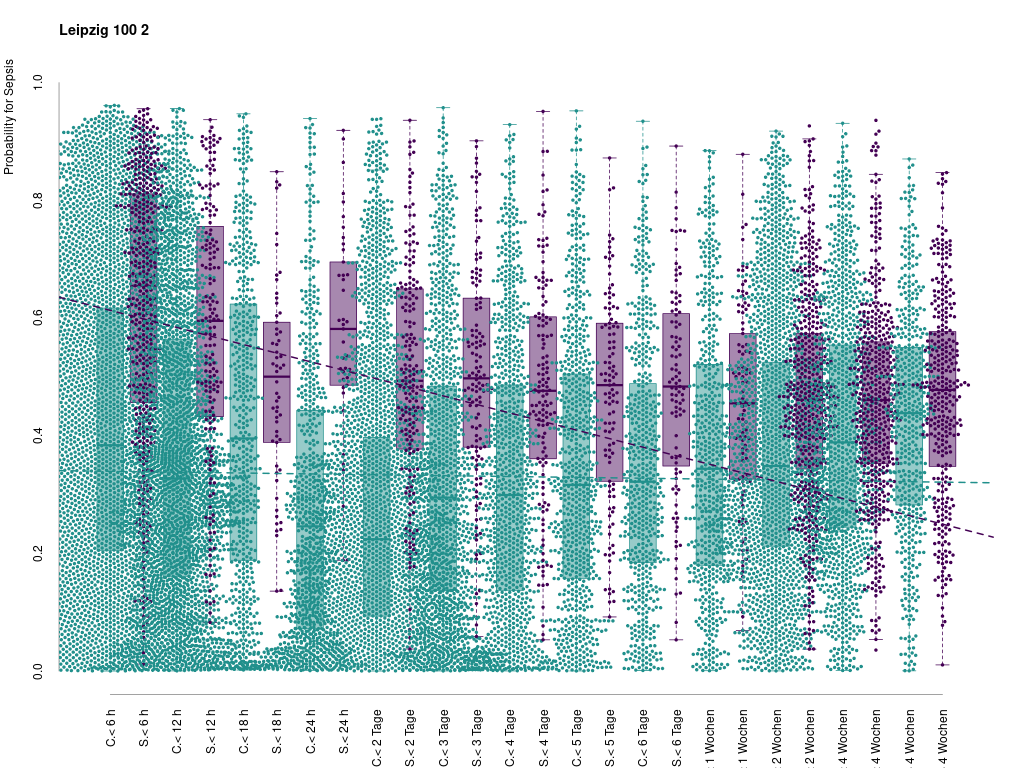 Leipzig 100 2
Probability for Sepsis
1.0
0.8
0.6
0.4
0.2
0.0
C.< 6 h
S.< 6 h
C.< 12 h
S.< 12 h
C.< 18 h
S.< 18 h
C.< 24 h
S.< 24 h
C.< 2 Tage
S.< 2 Tage
C.< 3 Tage
S.< 3 Tage
C.< 4 Tage
S.< 4 Tage
C.< 5 Tage
S.< 5 Tage
C.< 6 Tage
S.< 6 Tage
1 Wochen
1 Wochen
2 Wochen
2 Wochen
4 Wochen
4 Wochen
4 Wochen
4 Wochen